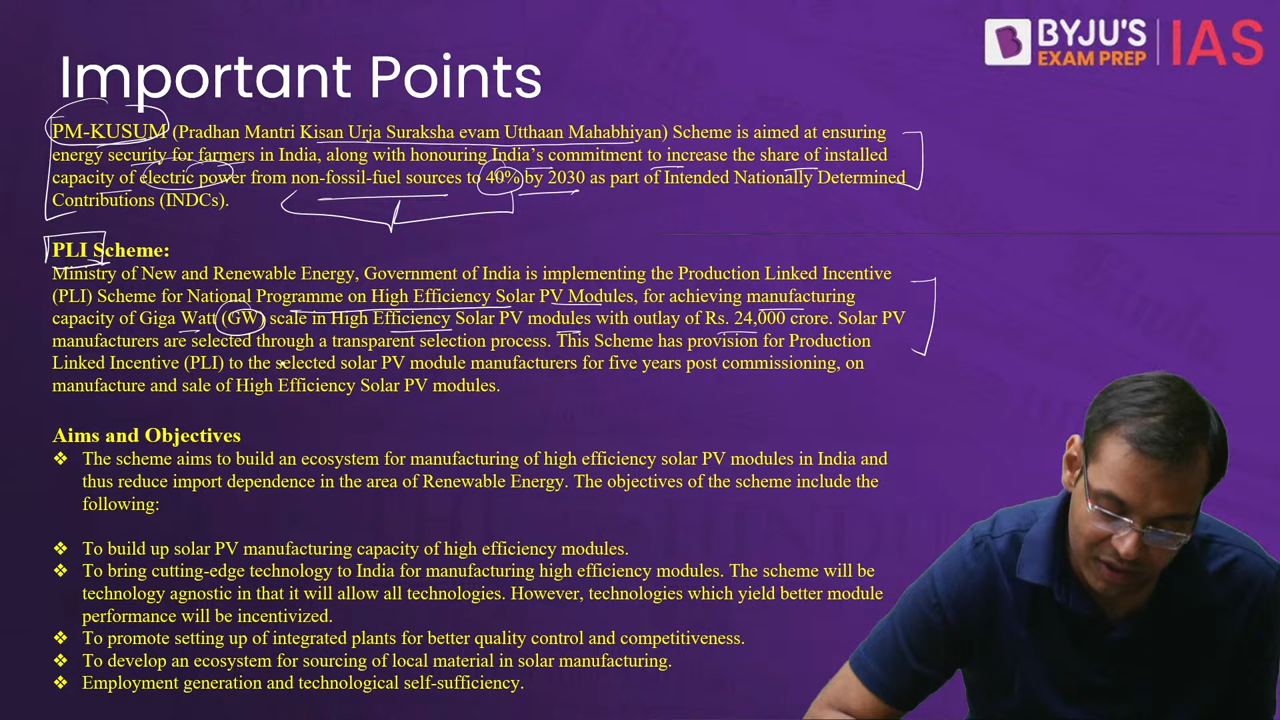 Important Points
BYJU'S
EXAM PREP
IAS
PM-KUSUM (Pradhan Mantri Kisan Urja Suraksha evam Utthaan Mahabhiyan) Scheme is aimed at ensuring
energy security for farmers in India, along with honouring India's commitment to increase the share of installed
capacity of electric power from non-fossil-fuel sources to 40% by 2030 as part of Intended Nationally Determined
Contributions (INDCs).
PLI Scheme:
Ministry of New and Renewable Energy, Government of India is implementing the Production Linked Incentive
(PLI) Scheme for National Programme on High Efficiency Solar PV Modules, for achieving manufacturing
capacity of Giga Watt (GW) scale in High Efficiency Solar PV modules with outlay of Rs. 24,000 crore. Solar PV
manufacturers are selected through a transparent selection process. This Scheme has provision for Production
Linked Incentive (PLI) to the selected solar PV module manufacturers for five years post commissioning, on
manufacture and sale of High Efficiency Solar PV modules.
Aims and Objectives
❖ The scheme aims to build an ecosystem for manufacturing of high efficiency solar PV modules in India and
thus reduce import dependence in the area of Renewable Energy. The objectives of the scheme include the
following:
❖ To build up solar PV manufacturing capacity of high efficiency modules.
❖ To bring cutting-edge technology to India for manufacturing high efficiency modules. The scheme will be
technology agnostic in that it will allow all technologies. However, technologies which yield better module
performance will be incentivized.
❖ To promote setting up of integrated plants for better quality control and competitiveness.
❖ To develop an ecosystem for sourcing of local material in solar manufacturing.
❖ Employment generation and technological self-sufficiency.